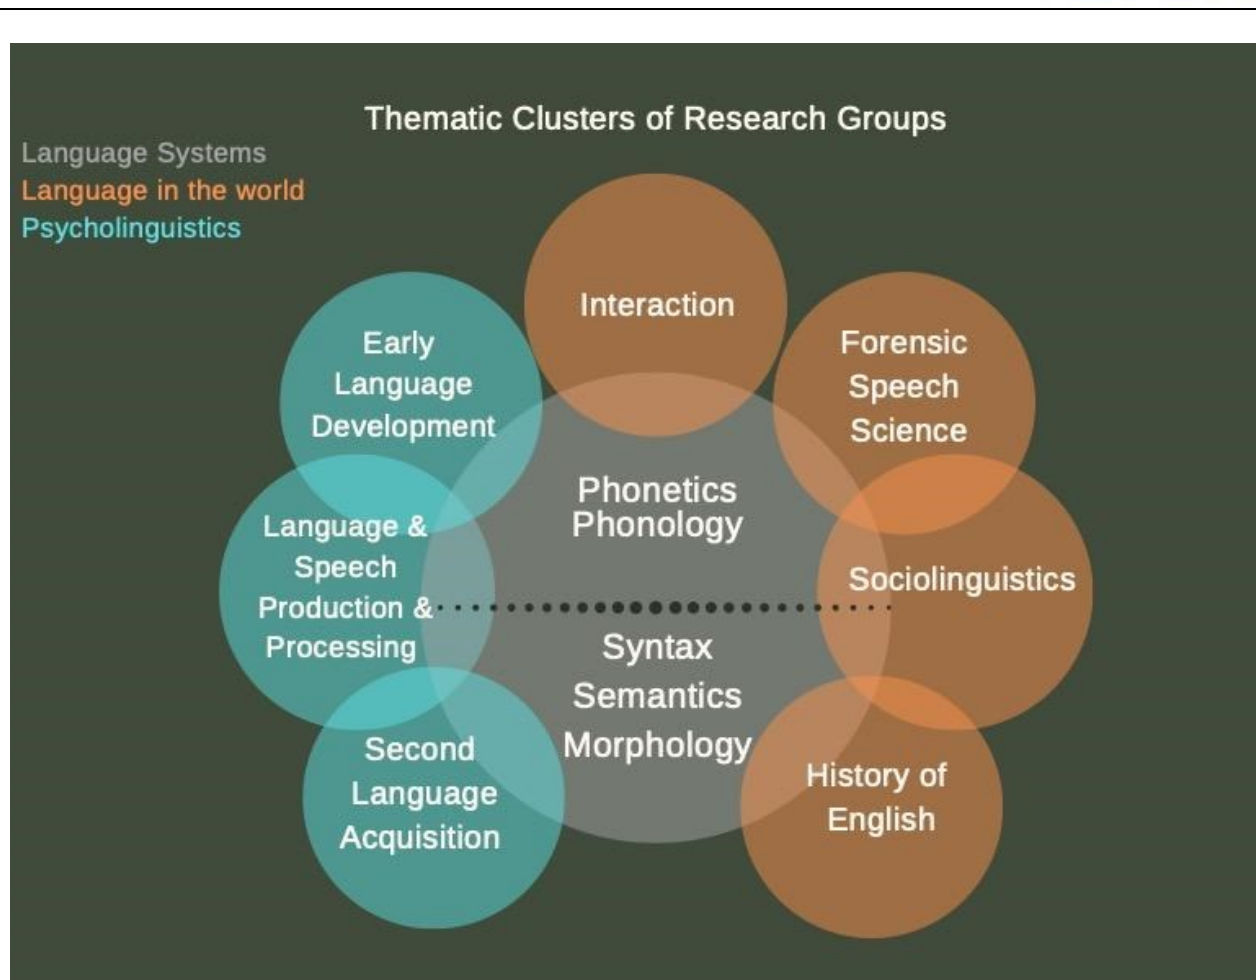 Thematic Clusters of Research Groups
Language Systems
Language in the world
Psycholinguistics
Interaction
Early
Language
Development
Forensic
Speech
Science
Phonetics
Phonology
Language &
Speech
Production &
Processing
Sociolinguistics
Syntax
Semantics
Morphology
Second
Language
Acquisition
History of
English